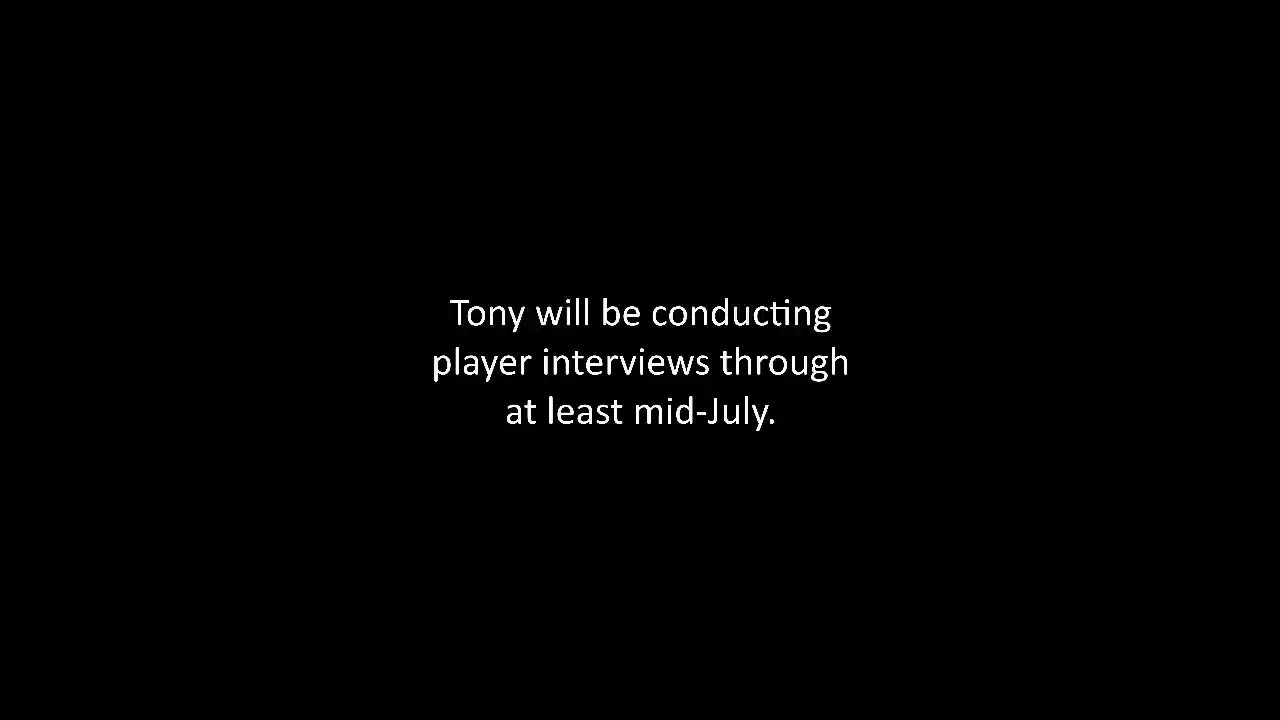 Tony will be conducting
player interviews through
at least mid-July.